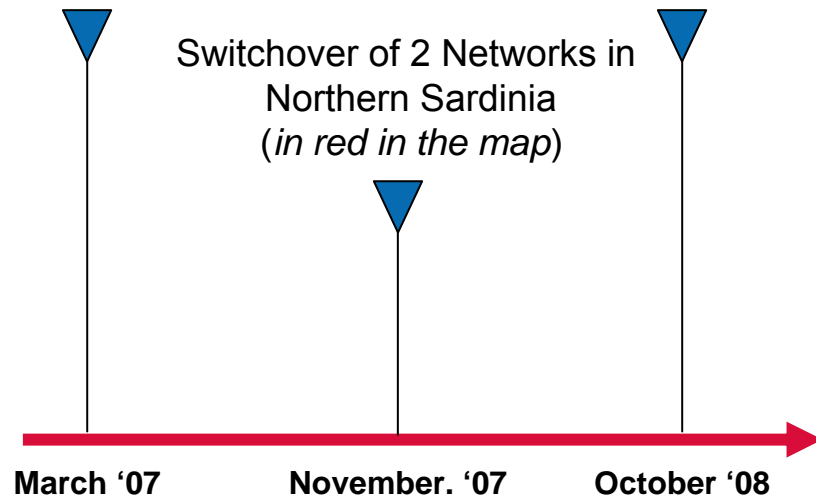 Switchover of 2 Networks in
Northern Sardinia
(in red in the map)
March ‘07
November. ‘07
October ‘08